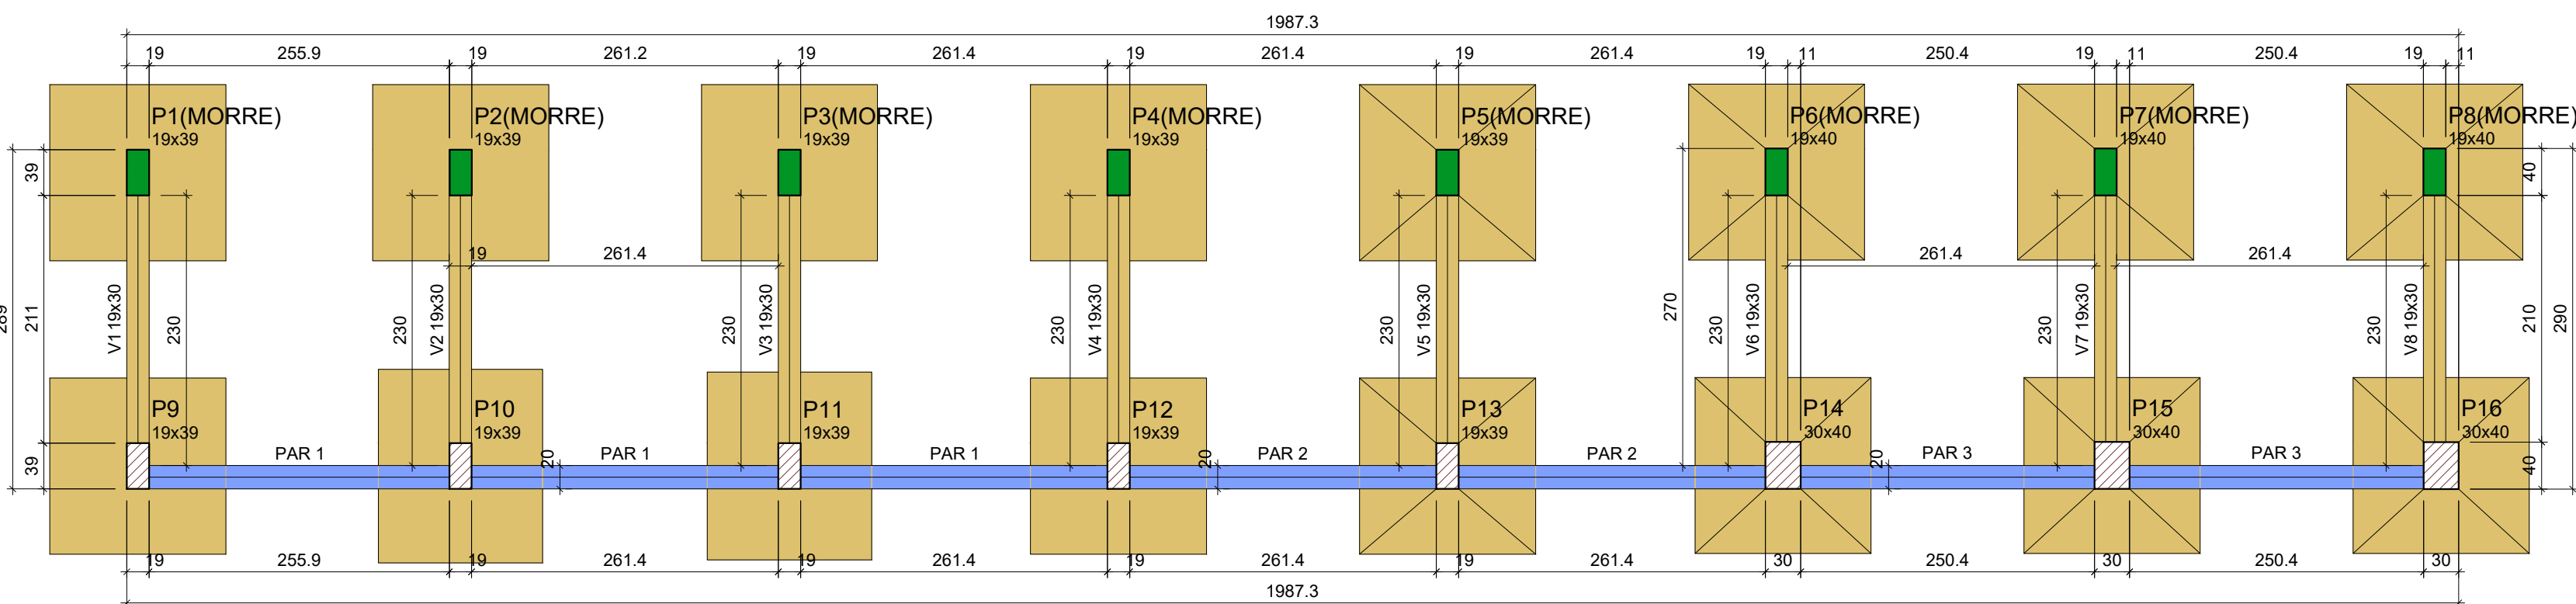 1987.3
19 255.9 19 261.2 19 261.4 19 261.4 19 261.4 19 11 250.4 19 11 250.4 19 11
P1(MORRE) P2(MORRE) P3(MORRE) P4(MORRE) P5(MORRE) P6(MORRE) P7(MORRE) P8(MORRE)
19x39 19x39 19x39 19x39 19x39 19x40 19x40 19x40
39 40
19 261.4 261.4 261.4
289 211 V1 19x30 230 230 V2 19x30 230 V3 19x30 230 V4 19x30 230 V5 19x30 270 230 V6 19x30 230 V7 19x30 230 V8 19x30 210 290
P9 P10 P11 P12 P13 P14 P15 P16
19x39 19x39 19x39 19x39 19x39 30x40 30x40 30x40
39 PAR 1 20 PAR 1 PAR 1 20 PAR 2 PAR 2 20 PAR 3 PAR 3 40
19 255.9 19 261.4 19 261.4 19 261.4 19 261.4 30 250.4 30 250.4 30
1987.3